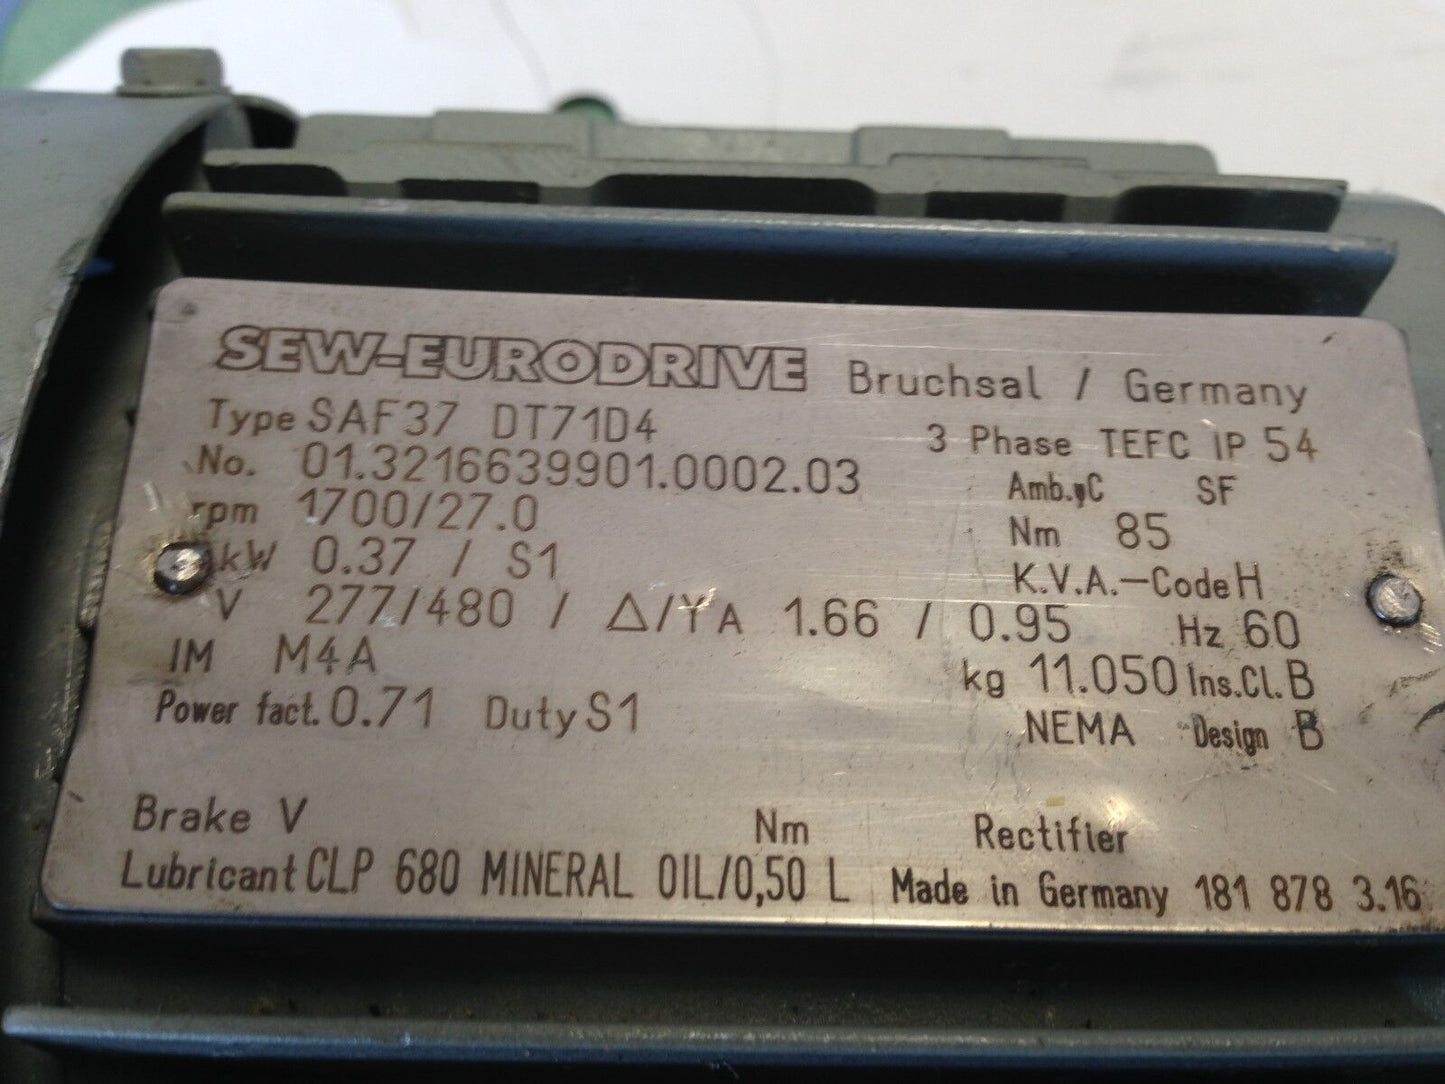 SEW-EURODRIVE Bruchsal / Germany
Type SAF37 DT71D4 3 Phase TEFC IP 54
No. 01.3216639901.0002.03 Amb.°C SF
rpm 1700/27.0 Nm 85
kW 0.37 / S1 K.V.A.-Code H
V 277/480 / Δ/Y A 1.66 / 0.95 Hz 60
IM M4A kg 11.050 Ins.Cl. B
Power fact. 0.71 Duty S1 NEMA Design B
Brake V Nm Rectifier
Lubricant CLP 680 MINERAL OIL/0,50 L Made in Germany 181 878 3.16